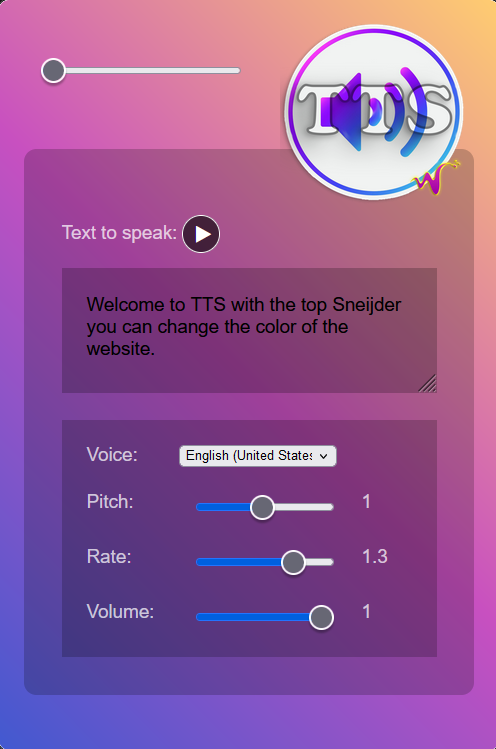 TTS
Text to speak:
Welcome to TTS with the top Sneijder
you can change the color of the
website.
Voice: English (United States
Pitch: 1
Rate: 1.3
Volume: 1